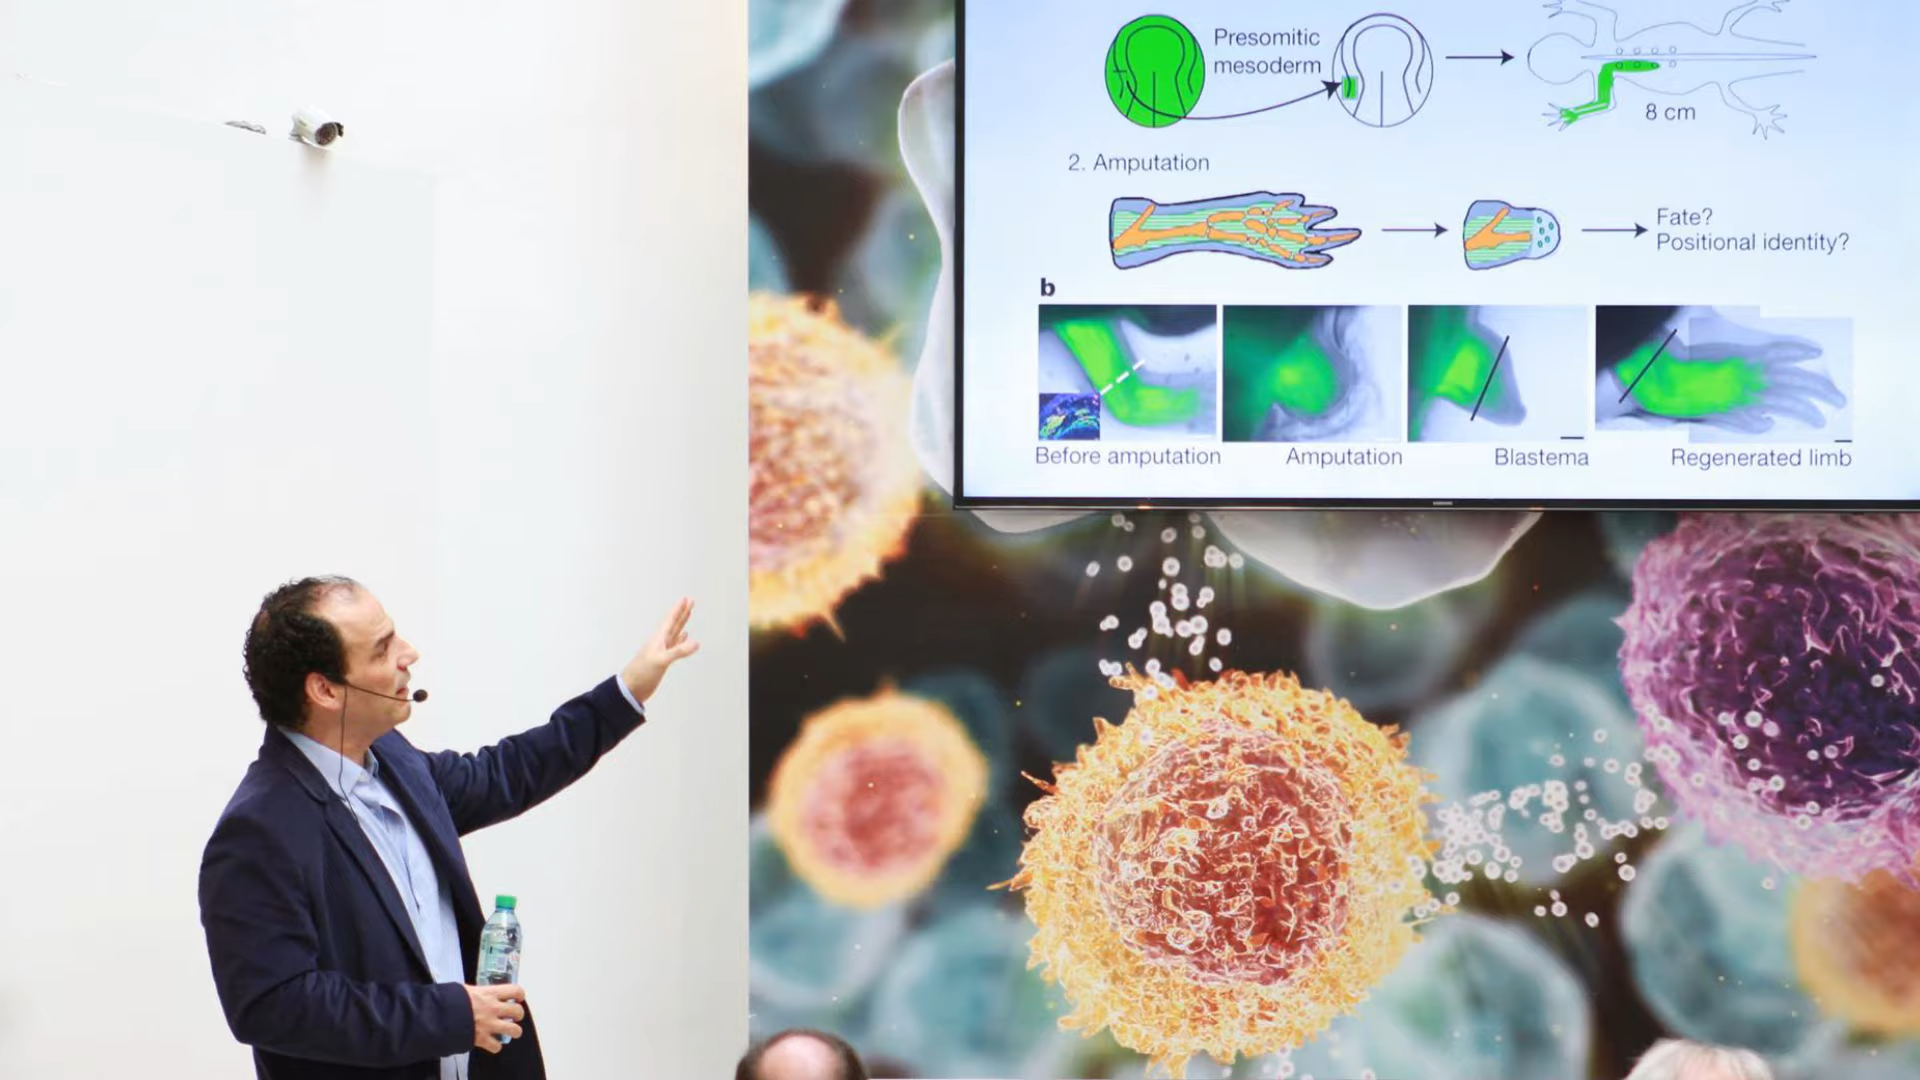 Presomitic
mesoderm
8 cm
2. Amputation
Fate?
Positional identity?
b
Before amputation
Amputation
Blastema
Regenerated limb